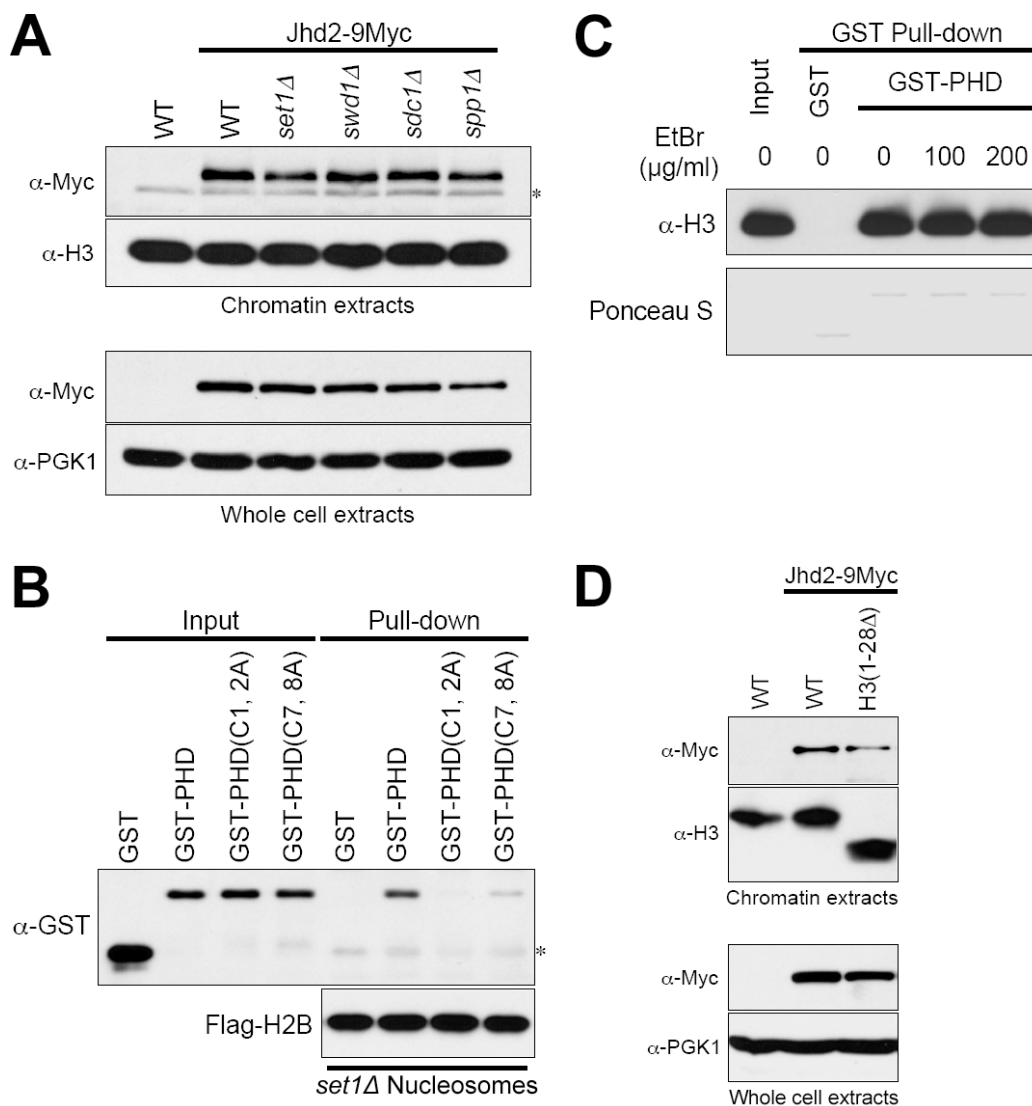 A
Jhd2-9Myc
WT
WT
set1Δ
swd1Δ
sdc1Δ
spp1Δ
α-Myc
*
α-H3
Chromatin extracts
α-Myc
α-PGK1
Whole cell extracts
B
Input
Pull-down
GST
GST-PHD
GST-PHD(C1, 2A)
GST-PHD(C7, 8A)
GST
GST-PHD
GST-PHD(C1, 2A)
GST-PHD(C7, 8A)
α-GST
*
Flag-H2B
set1Δ Nucleosomes
C
GST Pull-down
Input
GST
GST-PHD
EtBr
(µg/ml)
0 0 0 100 200
α-H3
Ponceau S
D
Jhd2-9Myc
WT
WT
H3(1-28Δ)
α-Myc
α-H3
Chromatin extracts
α-Myc
α-PGK1
Whole cell extracts